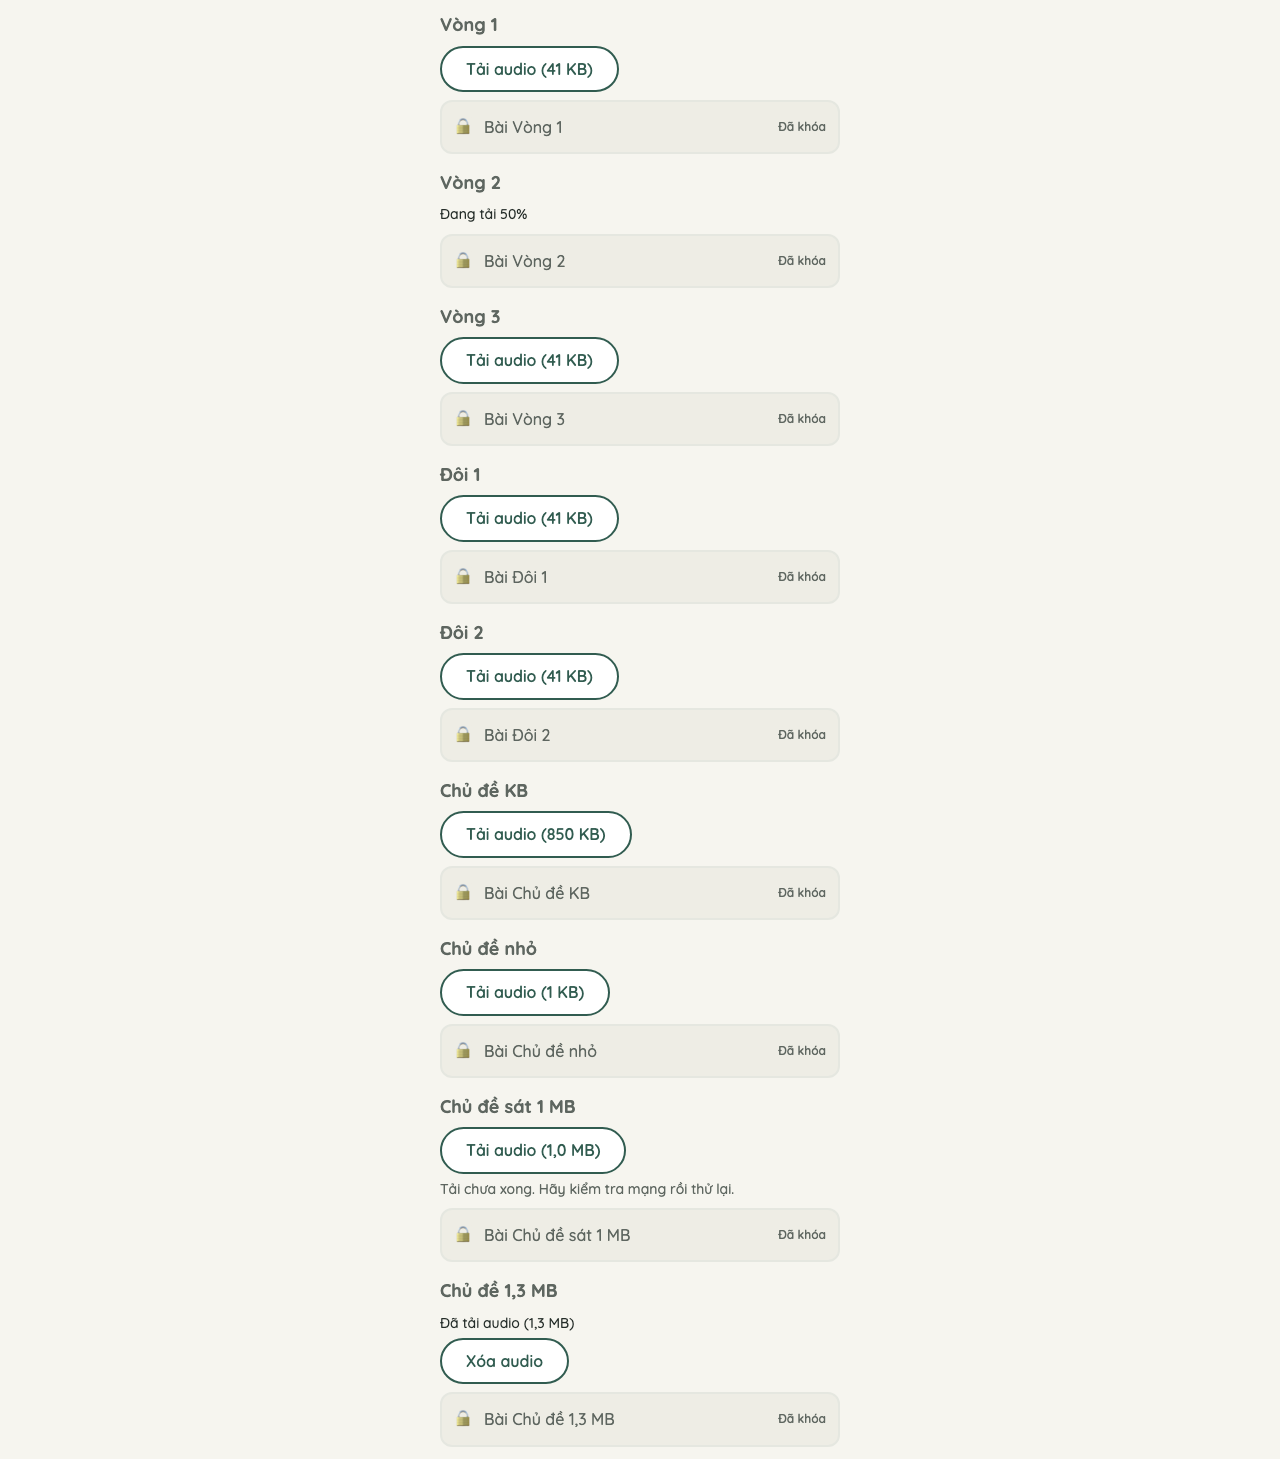 Vòng 1
Tải audio (41 KB)
Bài Vòng 1 Đã khóa
Vòng 2
Đang tải 50%
Bài Vòng 2 Đã khóa
Vòng 3
Tải audio (41 KB)
Bài Vòng 3 Đã khóa
Đôi 1
Tải audio (41 KB)
Bài Đôi 1 Đã khóa
Đôi 2
Tải audio (41 KB)
Bài Đôi 2 Đã khóa
Chủ đề KB
Tải audio (850 KB)
Bài Chủ đề KB Đã khóa
Chủ đề nhỏ
Tải audio (1 KB)
Bài Chủ đề nhỏ Đã khóa
Chủ đề sát 1 MB
Tải audio (1,0 MB)
Tải chưa xong. Hãy kiểm tra mạng rồi thử lại.
Bài Chủ đề sát 1 MB Đã khóa
Chủ đề 1,3 MB
Đã tải audio (1,3 MB)
Xóa audio
Bài Chủ đề 1,3 MB Đã khóa